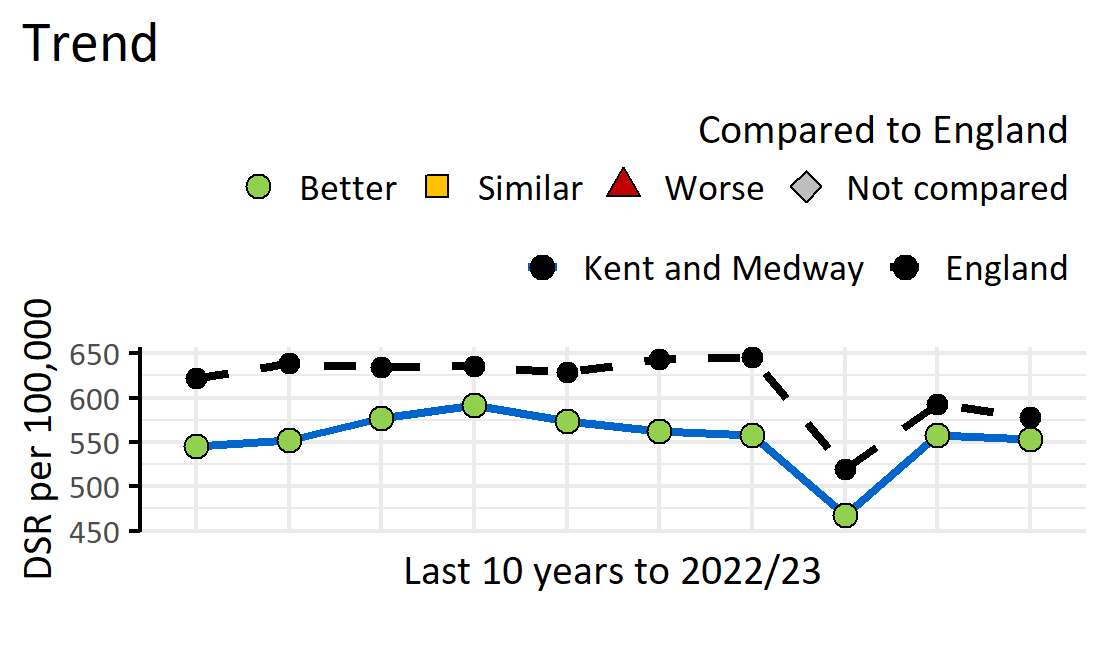 Trend
Compared to England
Better Similar Worse Not compared
Kent and Medway England
DSR per 100,000
650
600
550
500
450
Last 10 years to 2022/23